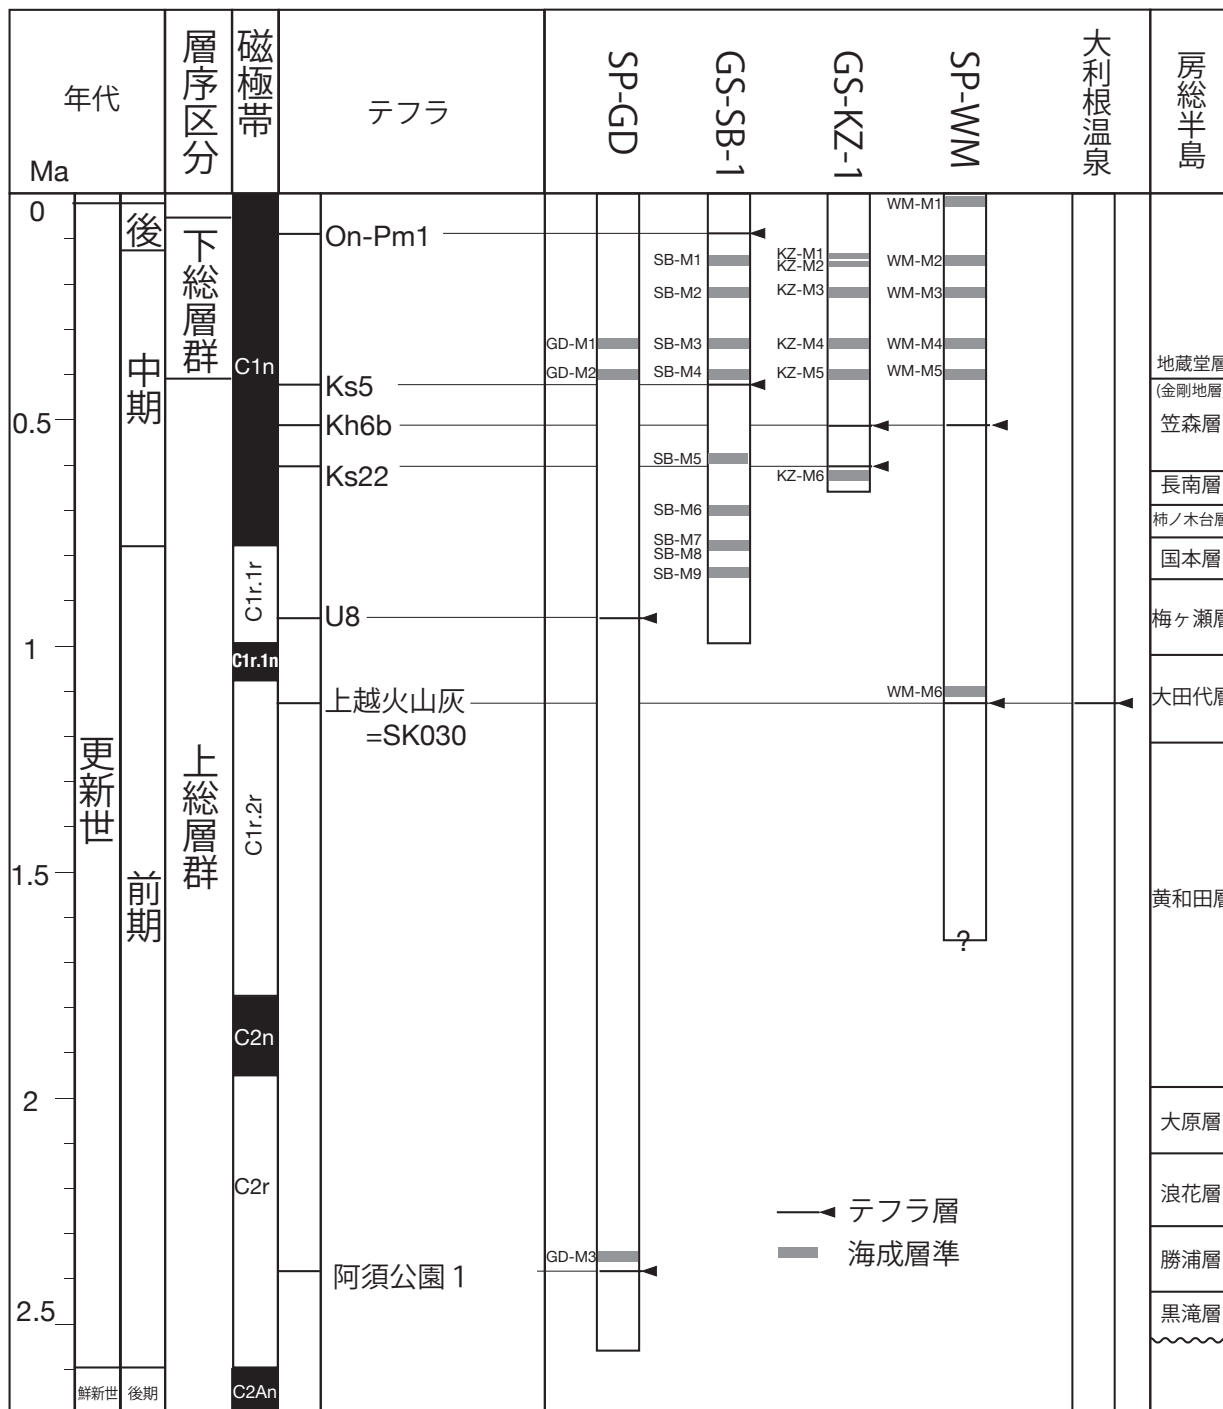 年代
Ma
層序区分
磁極帯
テフラ
SP-GD
GS-SB-1
GS-KZ-1
SP-WM
大利根温泉
房総半島
0
0.5
1
1.5
2
2.5
更新世
鮮新世
後
中期
前期
後期
下総層群
上総層群
C1n
C1r.1r
C1r.1n
C1r.2r
C2n
C2r
C2An
On-Pm1
Ks5
Kh6b
Ks22
U8
上越火山灰
=SK030
阿須公園1
GD-M1
GD-M2
GD-M3
SB-M1
SB-M2
SB-M3
SB-M4
SB-M5
SB-M6
SB-M7
SB-M8
SB-M9
KZ-M1
KZ-M2
KZ-M3
KZ-M4
KZ-M5
KZ-M6
WM-M1
WM-M2
WM-M3
WM-M4
WM-M5
WM-M6
?
テフラ層
海成層準
地蔵堂層
(金剛地層
笠森層
長南層
柿ノ木台層
国本層
梅ヶ瀬層
大田代層
黄和田層
大原層
浪花層
勝浦層
黒滝層